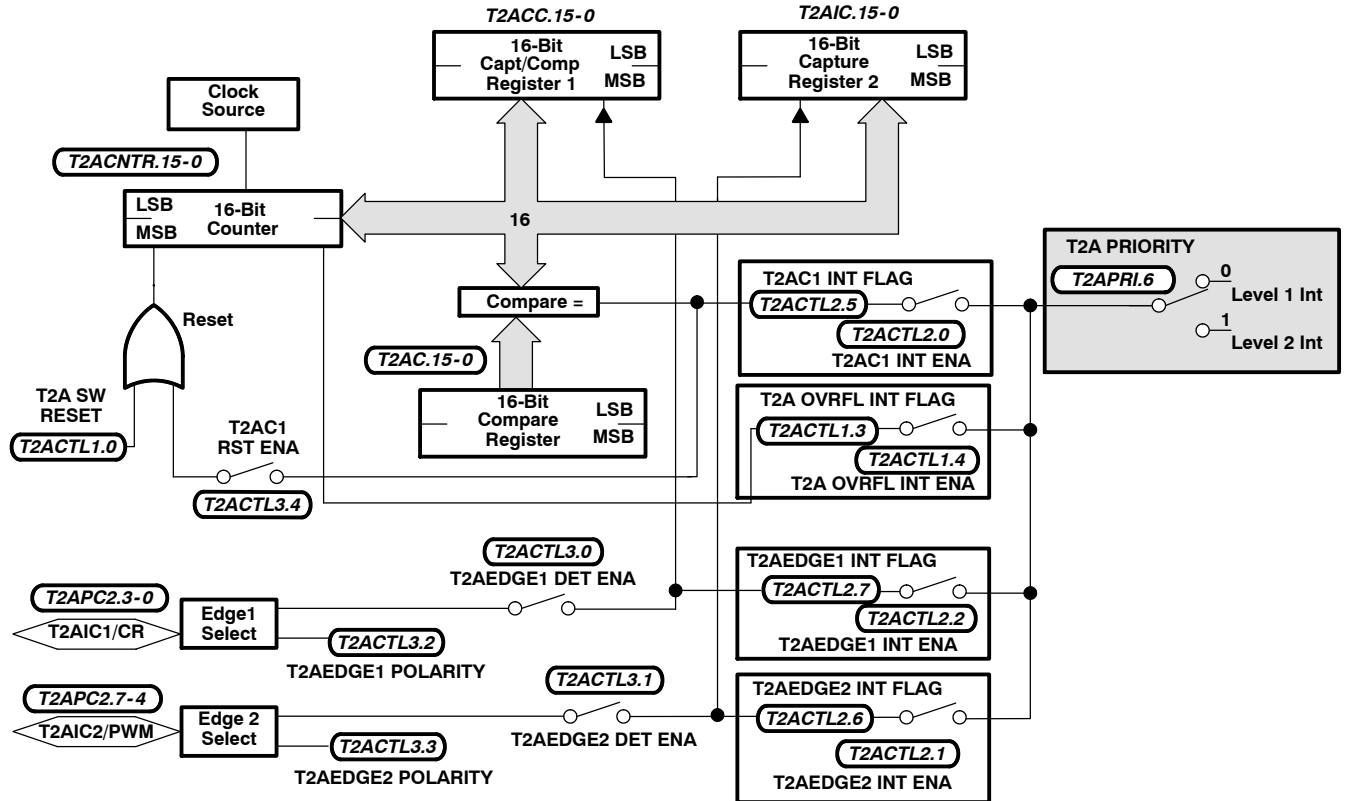 T2ACC.15-0
T2AIC.15-0
16-Bit
Capt/Comp
Register 1
LSB
MSB
16-Bit
Capture
Register 2
LSB
MSB
Clock
Source
T2ACNTR.15-0
LSB
MSB
16-Bit
Counter
16
T2A PRIORITY
T2APRI.6
0
Level 1 Int
1
Level 2 Int
T2AC1 INT FLAG
T2ACTL2.5
T2ACTL2.0
T2AC1 INT ENA
Compare =
Reset
T2AC.15-0
16-Bit
Compare
Register
LSB
MSB
T2A SW
RESET
T2ACTL1.0
T2AC1
RST ENA
T2ACTL3.4
T2A OVRFL INT FLAG
T2ACTL1.3
T2ACTL1.4
T2A OVRFL INT ENA
T2ACTL3.0
T2AEDGE1 DET ENA
T2AEDGE1 INT FLAG
T2ACTL2.7
T2ACTL2.2
T2AEDGE1 INT ENA
T2APC2.3-0
T2AIC1/CR
Edge1
Select
T2ACTL3.2
T2AEDGE1 POLARITY
T2ACTL3.1
T2AEDGE2 DET ENA
T2AEDGE2 INT FLAG
T2ACTL2.6
T2ACTL2.1
T2AEDGE2 INT ENA
T2APC2.7-4
T2AIC2/PWM
Edge 2
Select
T2ACTL3.3
T2AEDGE2 POLARITY